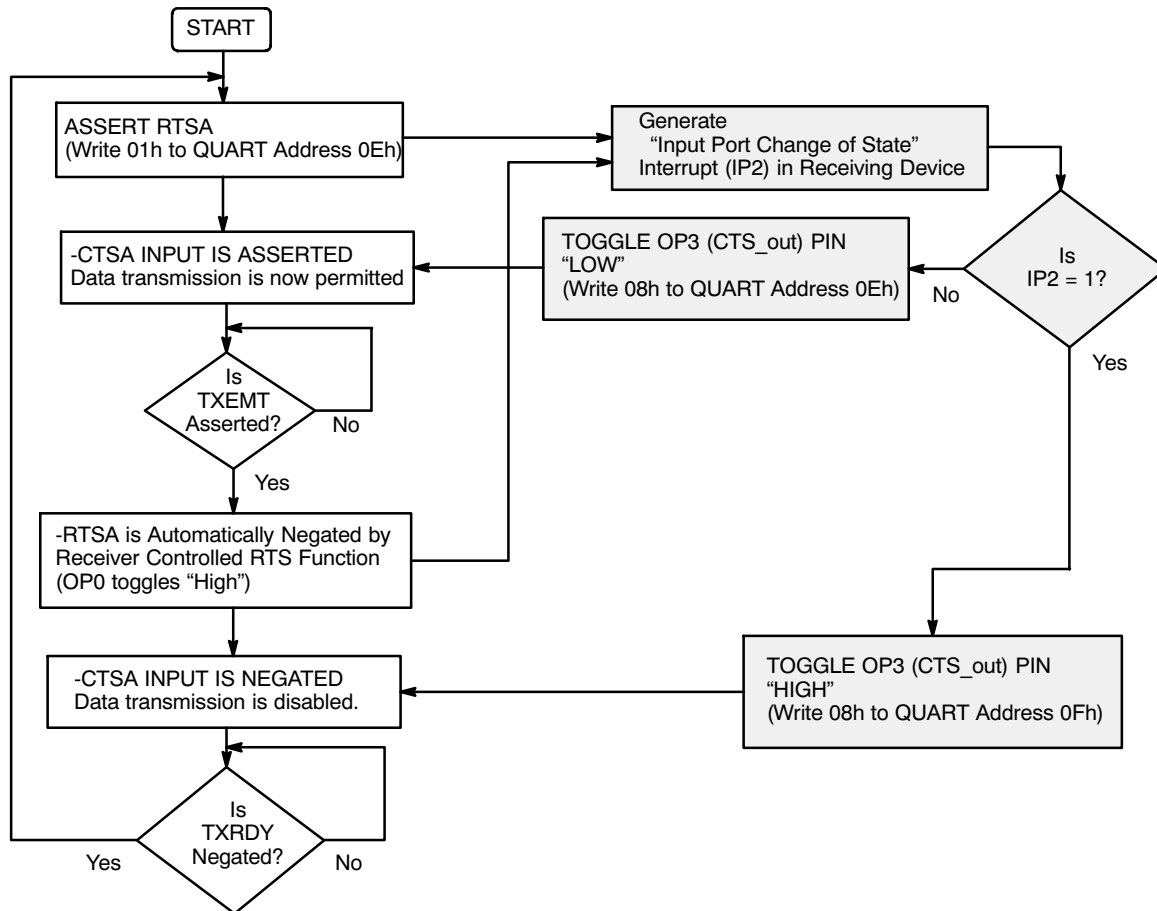 START
ASSERT RTSA
(Write 01h to QUART Address 0Eh)
Generate
“Input Port Change of State”
Interrupt (IP2) in Receiving Device
-CTSA INPUT IS ASSERTED
Data transmission is now permitted
TOGGLE OP3 (CTS_out) PIN
“LOW”
(Write 08h to QUART Address 0Eh)
Is
IP2 = 1?
No
Yes
Is
TXEMT
Asserted?
No
Yes
-RTSA is Automatically Negated by
Receiver Controlled RTS Function
(OP0 toggles “High”)
-CTSA INPUT IS NEGATED
Data transmission is disabled.
TOGGLE OP3 (CTS_out) PIN
“HIGH”
(Write 08h to QUART Address 0Fh)
Is
TXRDY
Negated?
Yes
No